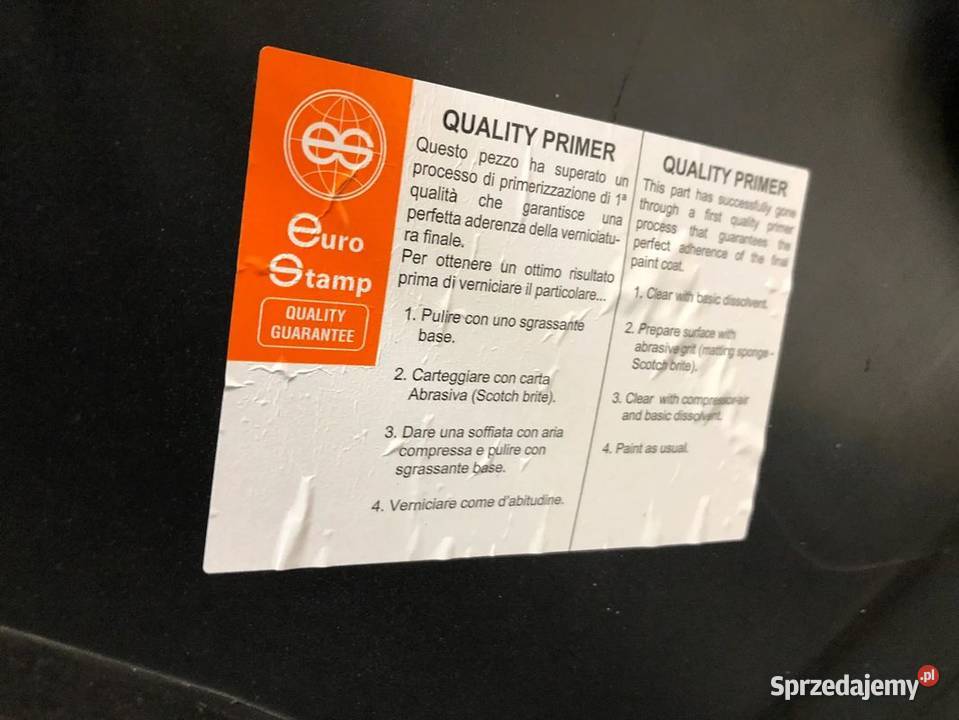 es
Euro
Stamp
QUALITY
GUARANTEE
QUALITY PRIMER
Questo pezzo ha superato un
processo di primerizzazione di 1ª
qualità che garantisce una
perfetta aderenza della verniciatu-
ra finale.
Per ottenere un ottimo risultato
prima di verniciare il particolare...
1. Pulire con uno sgrassante
base.
2. Carteggiare con carta
Abrasiva (Scotch brite).
3. Dare una soffiata con aria
compressa e pulire con
sgrassante base.
4. Verniciare come d'abitudine.
QUALITY PRIMER
This part has successfully gone
through a first quality primer
process that guarantees the
perfect adherence of the final
paint coat.
1. Clear with basic dissolvent.
2. Prepare surface with
abrasive grit (matting sponge -
Scotch brite).
3. Clear with compressor-air
and basic dissolvent.
4. Paint as usual.
Sprzedajemy.pl